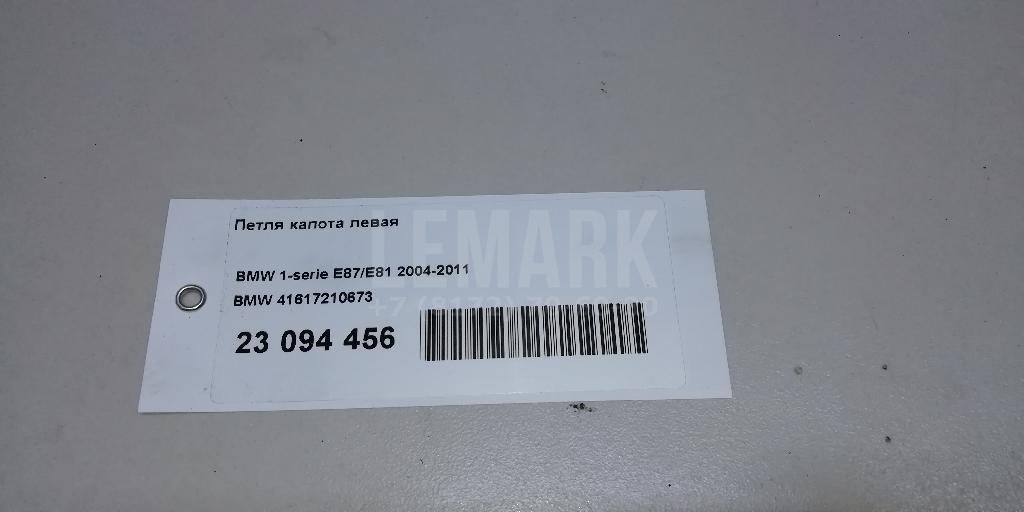 Петля капота левая
LEMARK
BMW 1-serie E87/E81 2004-2011
BMW 41617210673
23 094 456